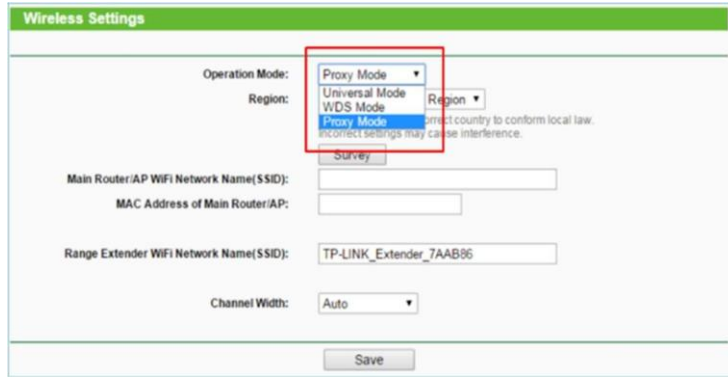 Wireless Settings
Operation Mode: Proxy Mode
Universal Mode
WDS Mode
Proxy Mode
Region: Region
orrect country to conform local law.
Incorrect settings may cause interference.
Survey
Main Router/AP WiFi Network Name(SSID):
MAC Address of Main Router/AP:
Range Extender WiFi Network Name(SSID): TP-LINK_Extender_7AAB86
Channel Width: Auto
Save